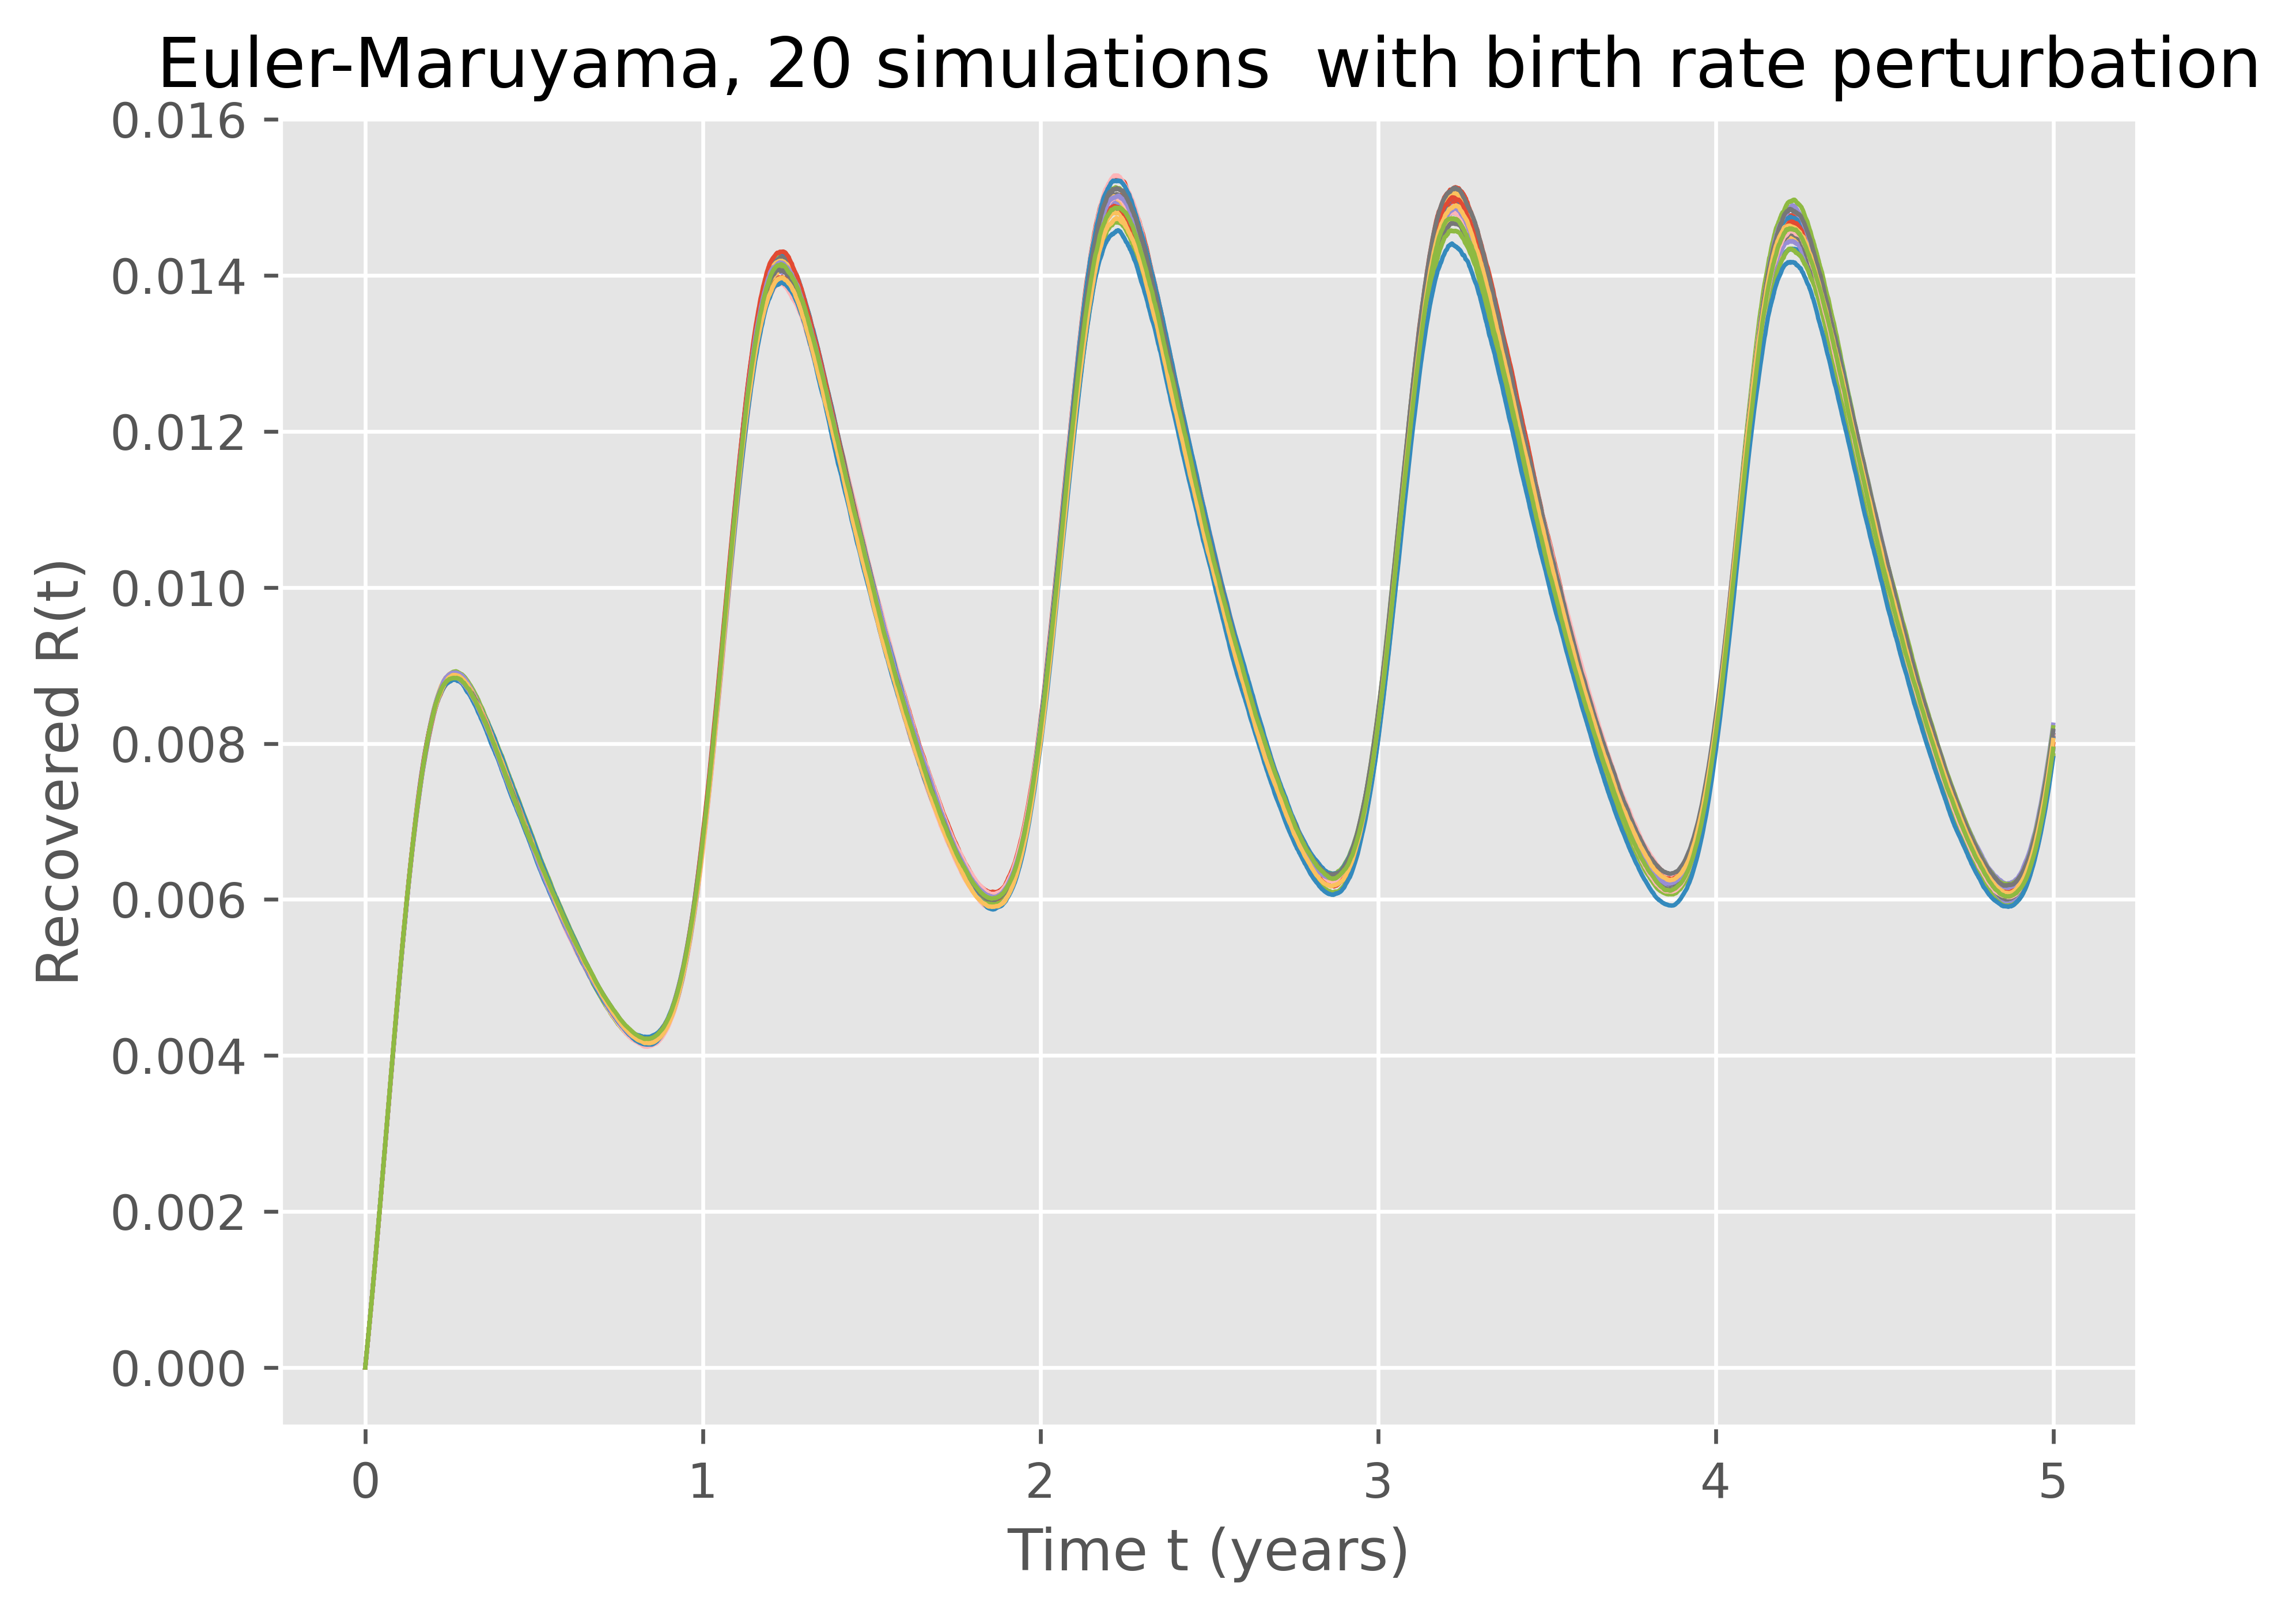 Euler-Maruyama, 20 simulations  with birth rate perturbation
0.016
0.014
0.012
0.010
0.008
0.006
0.004
0.002
0.000
Recovered R(t)
0 1 2 3 4 5
Time t (years)